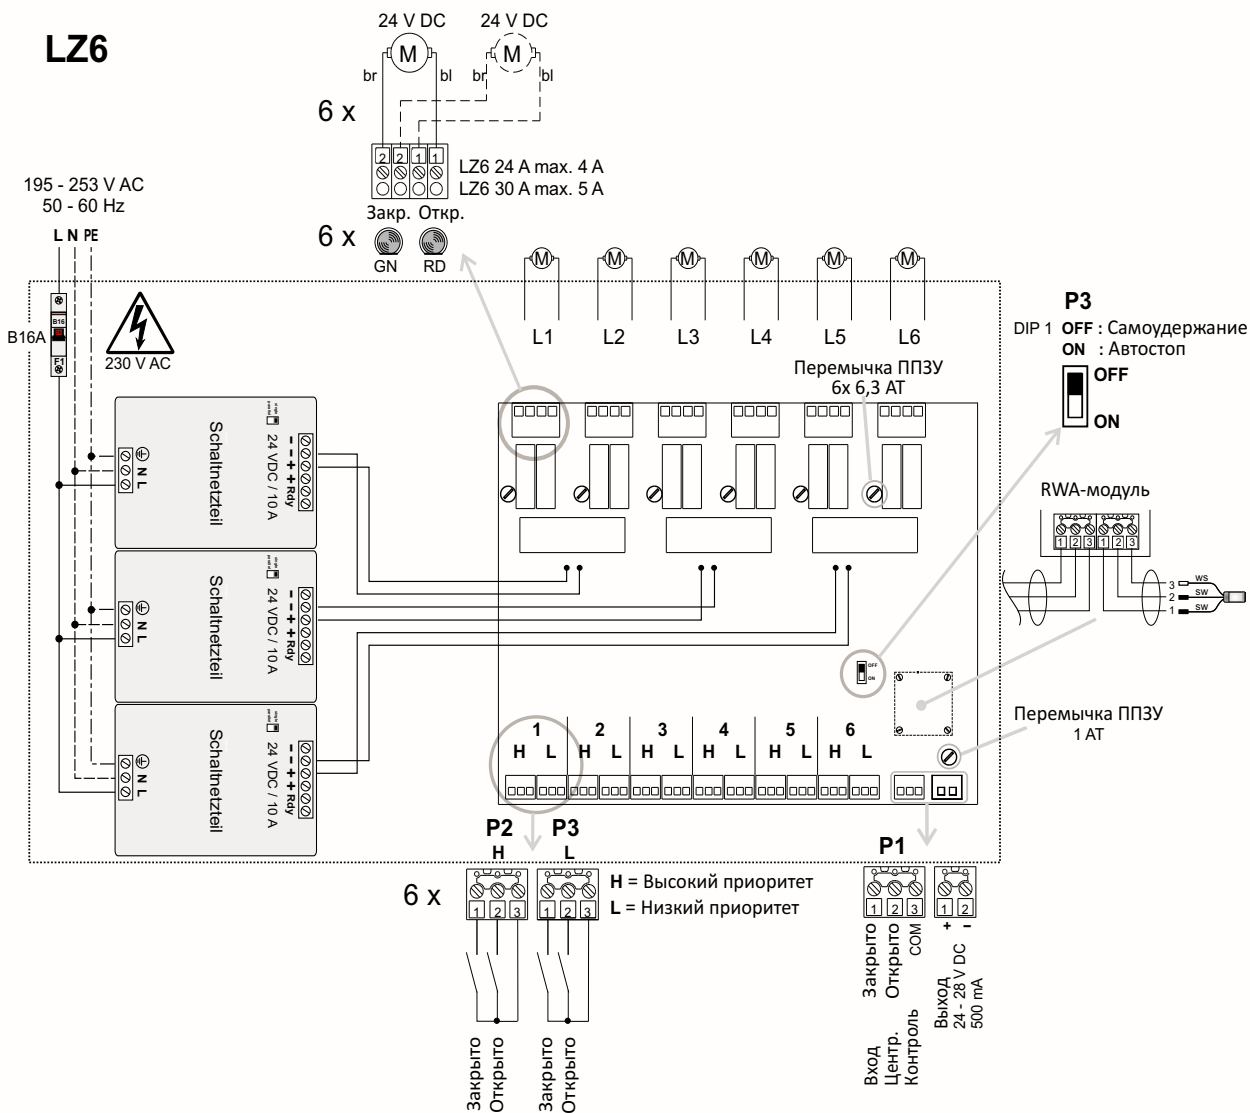 LZ6
24 V DC
24 V DC
M
M
br
bl
br
bl
6 x
2 2 1 1
LZ6 24 A max. 4 A
LZ6 30 A max. 5 A
Закр. Откр.
6 x
GN
RD
195 - 253 V AC
50 - 60 Hz
L N PE
B16A
B16
F1
230 V AC
M
M
M
M
M
M
L1
L2
L3
L4
L5
L6
P3
DIP 1 OFF : Самоудержание
ON : Автостоп
OFF
ON
Перемычка ППЗУ
6x 6,3 АТ
RWA-модуль
1 2 3 1 2 3
3 ws
2 sw
1 sw
Schaltnetzteil
24 VDC / 10 A
- - + + Rdy
N
L
Schaltnetzteil
24 VDC / 10 A
- - + + Rdy
N
L
Schaltnetzteil
24 VDC / 10 A
- - + + Rdy
N
L
OFF
ON
Перемычка ППЗУ
1 АТ
1 2 3 4 5 6
H L H L H L H L H L H L
P2
P3
H
L
6 x
1 2 3
1 2 3
H = Высокий приоритет
L = Низкий приоритет
P1
1 2 3
1 2
+ -
Закрыто
Открыто
COM
Вход
Центр.
Контроль
Выход
24 - 28 V DC
500 mA
Закрыто
Открыто
Закрыто
Открыто